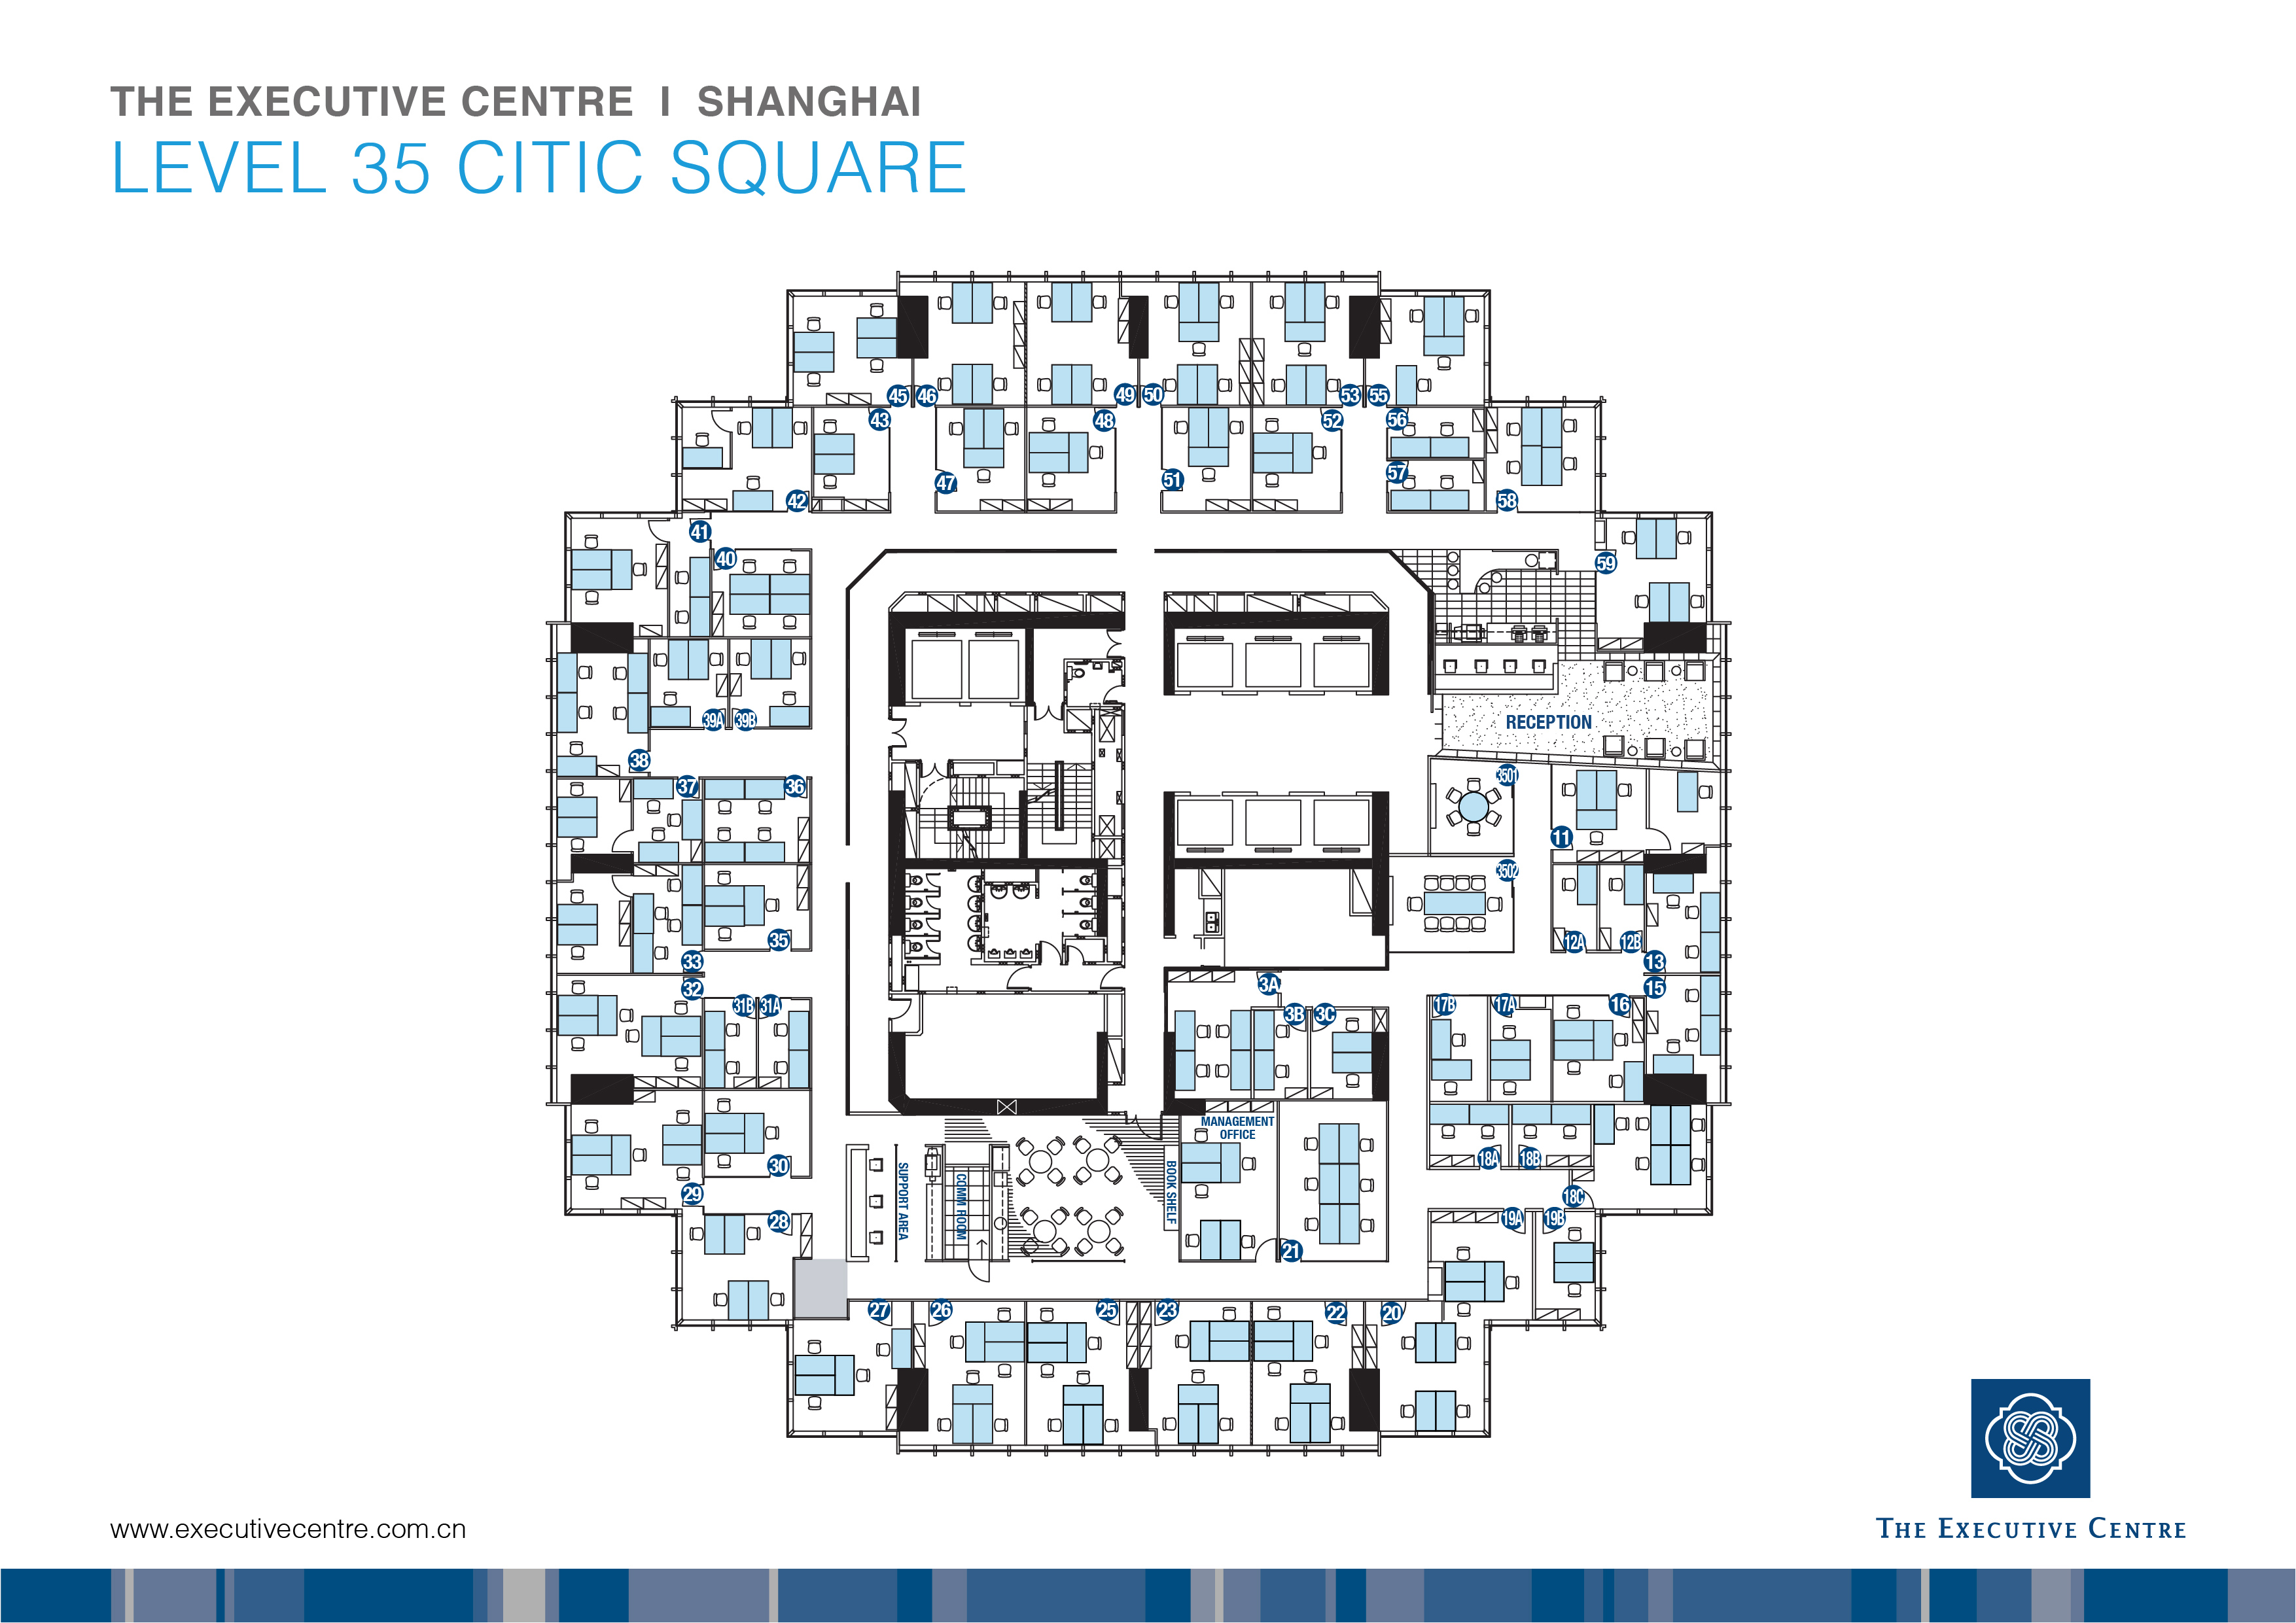 THE EXECUTIVE CENTRE I SHANGHAI
LEVEL 35 CITIC SQUARE
45
46
49
50
53
55
43
48
52
56
47
51
57
42
58
41
40
59
39A
39B
RECEPTION
38
37
36
3501
11
3502
35
12A
12B
33
13
32
3A
15
31B
31A
3B
3C
17B
17A
16
MANAGEMENT
OFFICE
30
18A
18B
SUPPORT AREA
COMM ROOM
BOOK SHELF
29
18C
28
19A
19B
21
27
26
25
23
22
20
www.executivecentre.com.cn
THE EXECUTIVE CENTRE